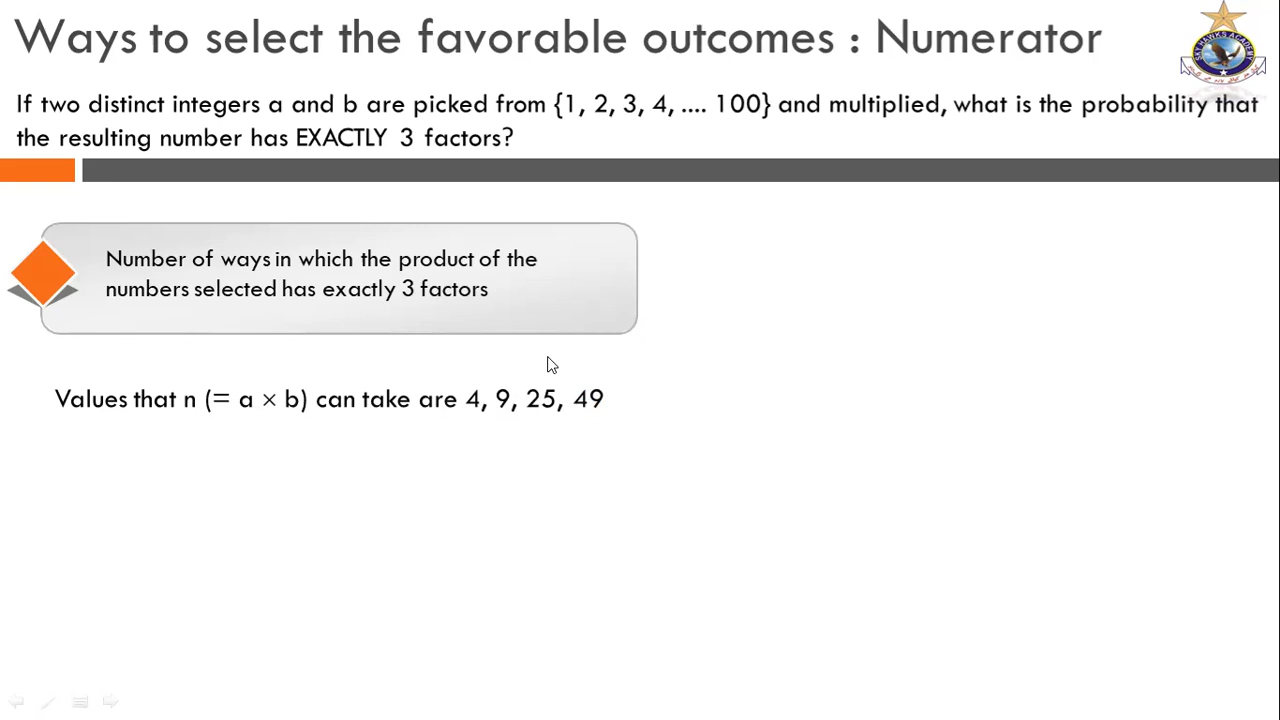 Ways to select the favorable outcomes : Numerator
If two distinct integers a and b are picked from {1, 2, 3, 4, .... 100} and multiplied, what is the probability that
the resulting number has EXACTLY 3 factors?
Number of ways in which the product of the
numbers selected has exactly 3 factors
Values that n (= a × b) can take are 4, 9, 25, 49